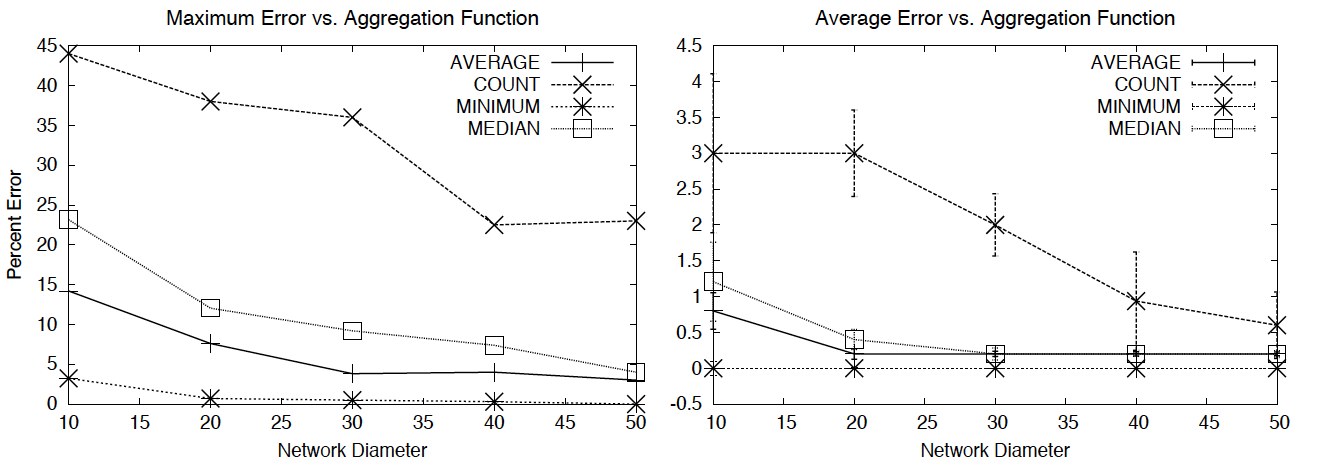 Maximum Error vs. Aggregation Function
45
40
35
30
25
20
15
10
5
0
Percent Error
AVERAGE
COUNT
MINIMUM
MEDIAN
10 15 20 25 30 35 40 45 50
Network Diameter
Average Error vs. Aggregation Function
4.5
4
3.5
3
2.5
2
1.5
1
0.5
0
-0.5
AVERAGE
COUNT
MINIMUM
MEDIAN
10 15 20 25 30 35 40 45 50
Network Diameter